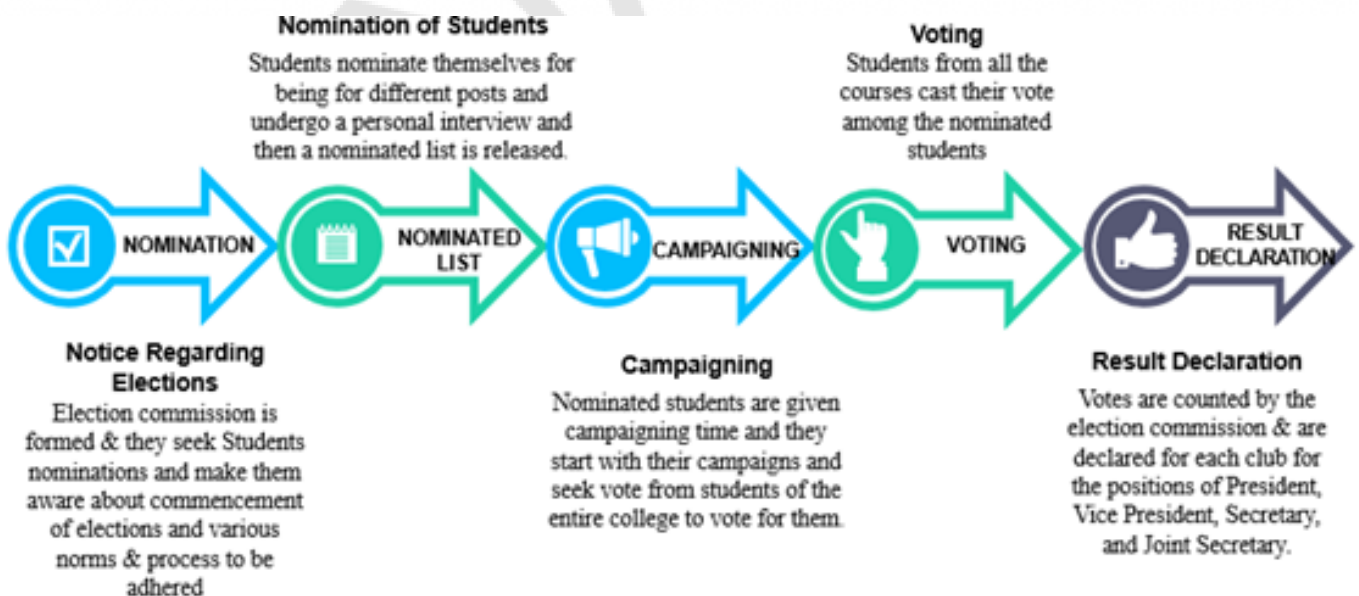 Nomination of Students
Students nominate themselves for
being for different posts and
undergo a personal interview and
then a nominated list is released.
Voting
Students from all the
courses cast their vote
among the nominated
students
NOMINATION
NOMINATED
LIST
CAMPAIGNING
VOTING
RESULT
DECLARATION
Notice Regarding
Elections
Election commission is
formed & they seek Students
nominations and make them
aware about commencement
of elections and various
norms & process to be
adhered
Campaigning
Nominated students are given
campaigning time and they
start with their campaigns and
seek vote from students of the
entire college to vote for them.
Result Declaration
Votes are counted by the
election commission & are
declared for each club for
the positions of President,
Vice President, Secretary,
and Joint Secretary.